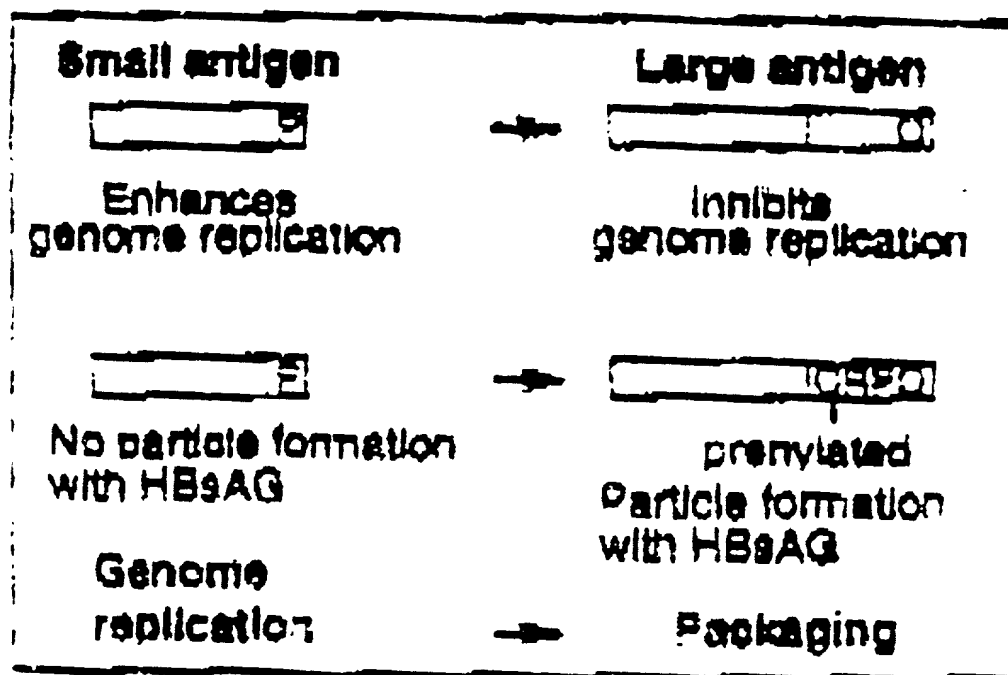 Small antigen
Large antigen
P
Q
Enhances
genome replication
Inhibits
genome replication
No particle formation
with HBsAG
prenylated
Particle formation
with HBsAG
Genome
replication
Packaging